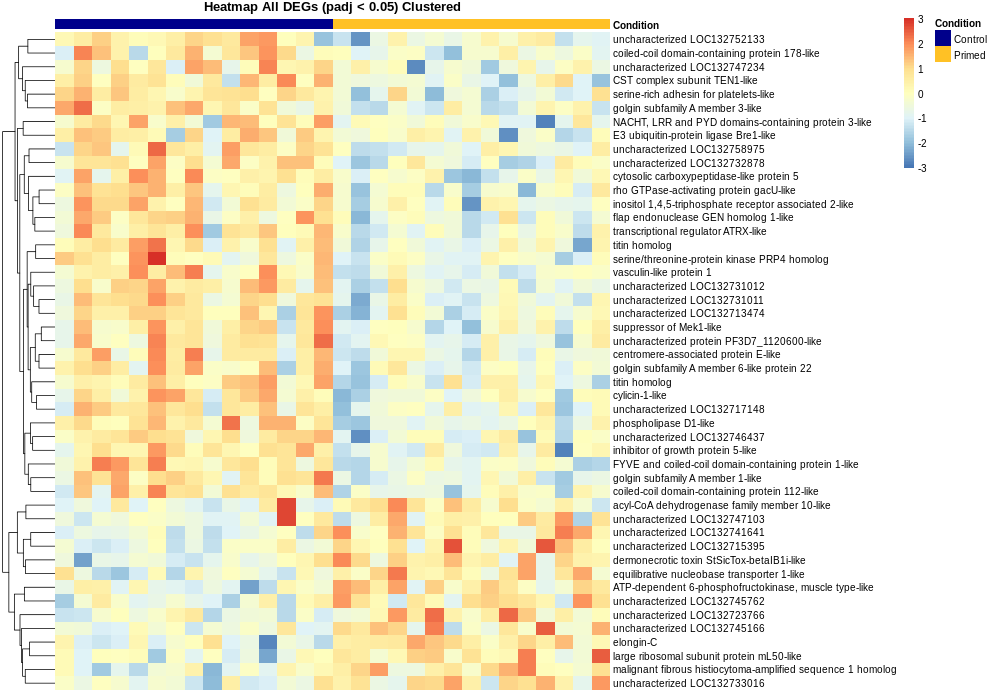 Heatmap All DEGs (padj < 0.05) Clustered
Condition
uncharacterized LOC132752133
coiled-coil domain-containing protein 178-like
uncharacterized LOC132747234
CST complex subunit TEN1-like
serine-rich adhesin for platelets-like
golgin subfamily A member 3-like
NACHT, LRR and PYD domains-containing protein 3-like
E3 ubiquitin-protein ligase Bre1-like
uncharacterized LOC132758975
uncharacterized LOC132732878
cytosolic carboxypeptidase-like protein 5
rho GTPase-activating protein gacU-like
inositol 1,4,5-triphosphate receptor associated 2-like
flap endonuclease GEN homolog 1-like
transcriptional regulator ATRX-like
titin homolog
serine/threonine-protein kinase PRP4 homolog
vasculin-like protein 1
uncharacterized LOC132731012
uncharacterized LOC132731011
uncharacterized LOC132713474
suppressor of Mek1-like
uncharacterized protein PF3D7_1120600-like
centromere-associated protein E-like
golgin subfamily A member 6-like protein 22
titin homolog
cylicin-1-like
uncharacterized LOC132717148
phospholipase D1-like
uncharacterized LOC132746437
inhibitor of growth protein 5-like
FYVE and coiled-coil domain-containing protein 1-like
golgin subfamily A member 1-like
coiled-coil domain-containing protein 112-like
acyl-CoA dehydrogenase family member 10-like
uncharacterized LOC132747103
uncharacterized LOC132741641
uncharacterized LOC132715395
dermonecrotic toxin StSicTox-betaIB1i-like
equilibrative nucleobase transporter 1-like
ATP-dependent 6-phosphofructokinase, muscle type-like
uncharacterized LOC132745762
uncharacterized LOC132723766
uncharacterized LOC132745166
elongin-C
large ribosomal subunit protein mL50-like
malignant fibrous histiocytoma-amplified sequence 1 homolog
uncharacterized LOC132733016
3
2
1
0
-1
-2
-3
Condition
Control
Primed